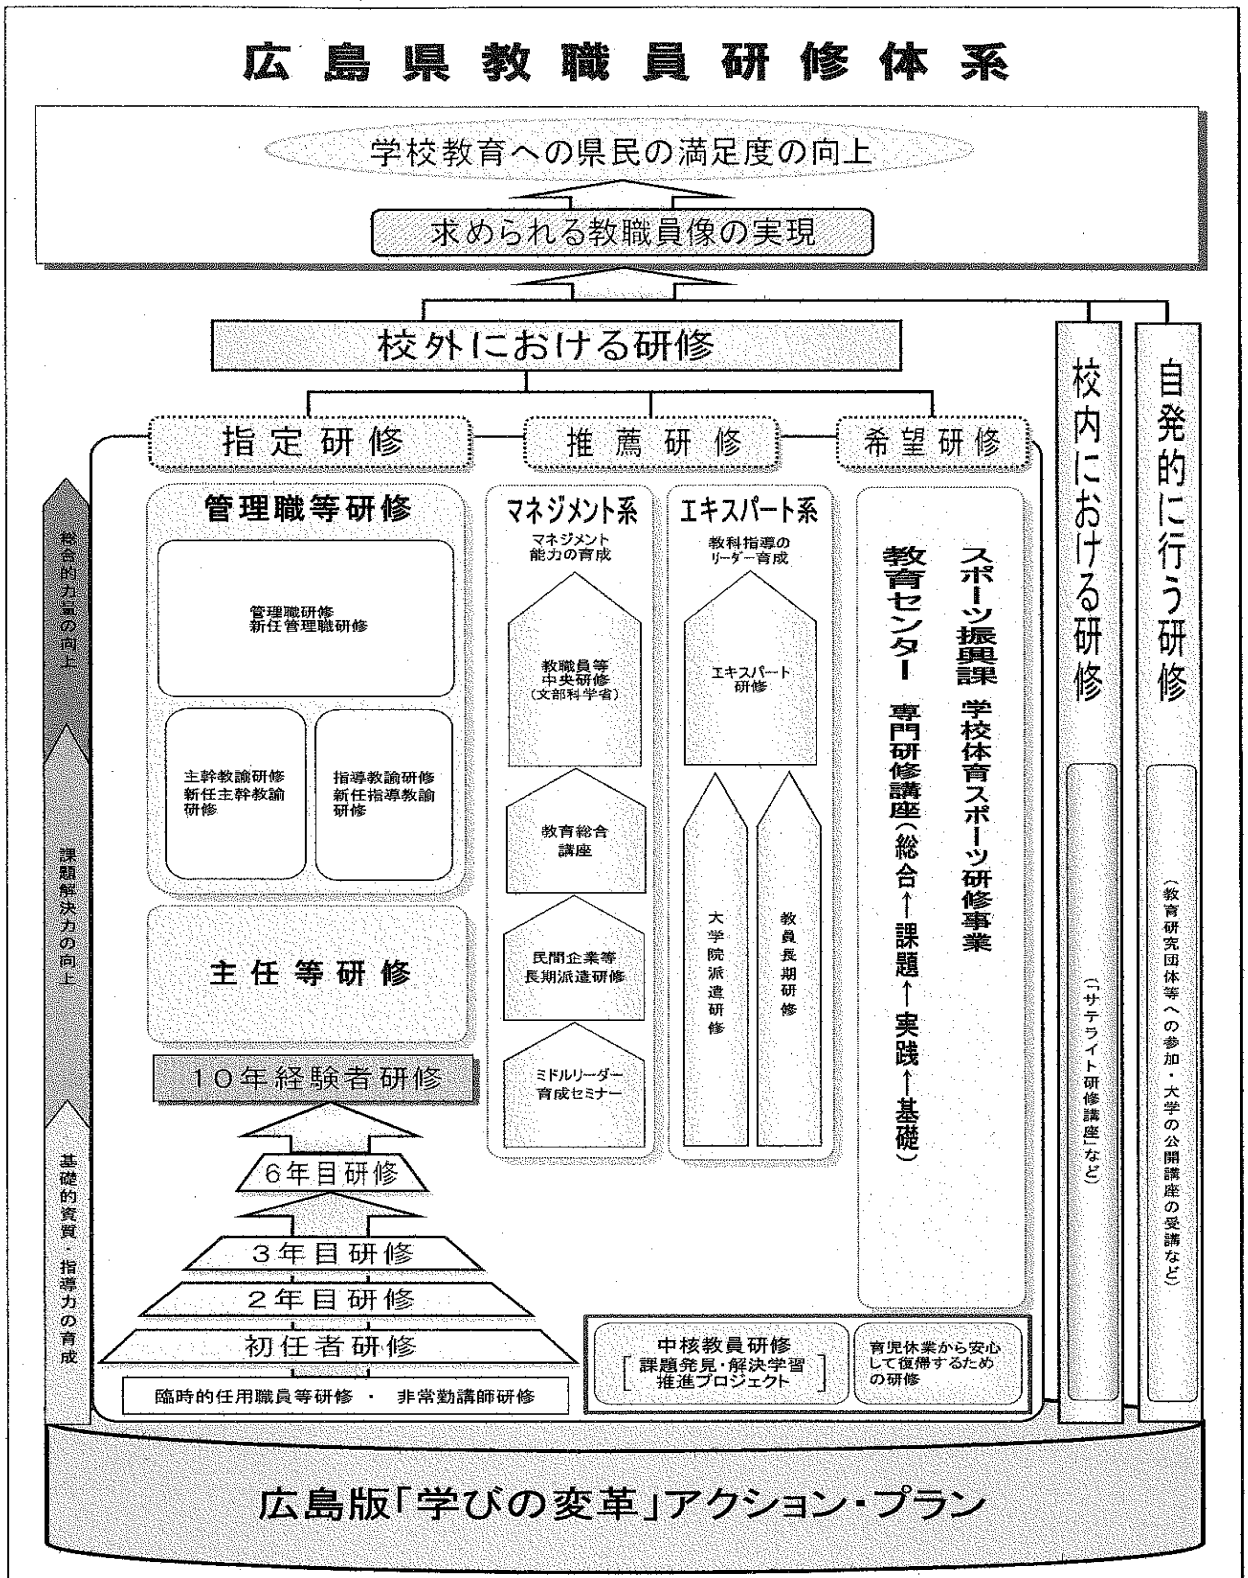 広島県教職員研修体系
学校教育への県民の満足度の向上
求められる教職員像の実現
校外における研修
指定研修
推薦研修
希望研修
管理職等研修
管理職研修
新任管理職研修
主幹教諭研修
新任主幹教諭
研修
指導教諭研修
新任指導教諭
研修
主任等研修
10年経験者研修
6年目研修
3年目研修
2年目研修
初任者研修
臨時的任用職員等研修・非常勤講師研修
マネジメント系
マネジメント
能力の育成
教職員等
中央研修
(文部科学省)
教育総合
講座
民間企業等
長期派遣研修
ミドルリーダー
育成セミナー
エキスパート系
教科指導の
リーダー育成
エキスパート
研修
大学院派遣研修
教員長期研修
スポーツ振興課 学校体育スポーツ研修事業
教育センター 専門研修講座(総合←課題←実践←基礎)
中核教員研修
[課題発見・解決学習
推進プロジェクト]
育児休業から安心
して復帰するため
の研修
校内における研修
(「サテライト研修講座」など)
自発的に行う研修
(教育研究団体等への参加・大学の公開講座の受講など)
総合的力量の向上
課題解決力の向上
基礎的資質・指導力の育成
広島版「学びの変革」アクション・プラン